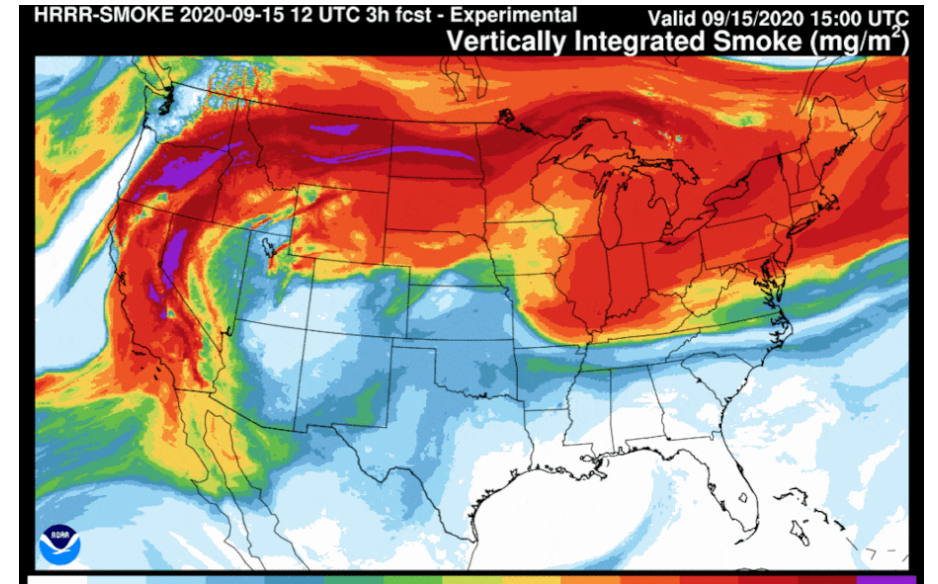 HRRR-SMOKE 2020-09-15 12 UTC 3h fcst - Experimental
Valid 09/15/2020 15:00 UTC
Vertically Integrated Smoke (mg/m²)
NOAA